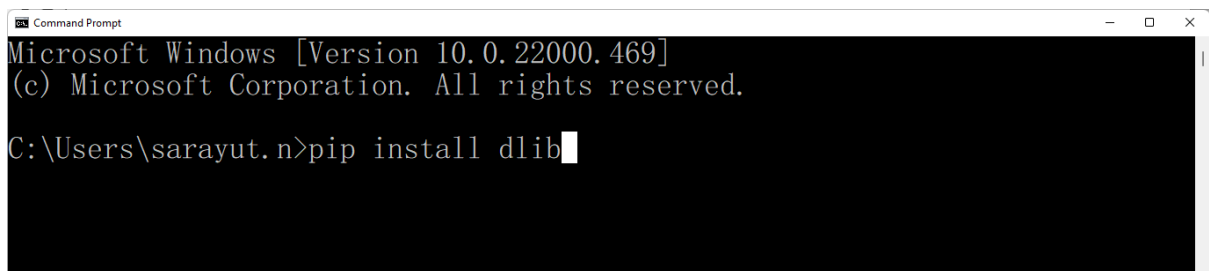 Command Prompt
Microsoft Windows [Version 10.0.22000.469]
(c) Microsoft Corporation. All rights reserved.
C:\Users\sarayut.n>pip install dlib